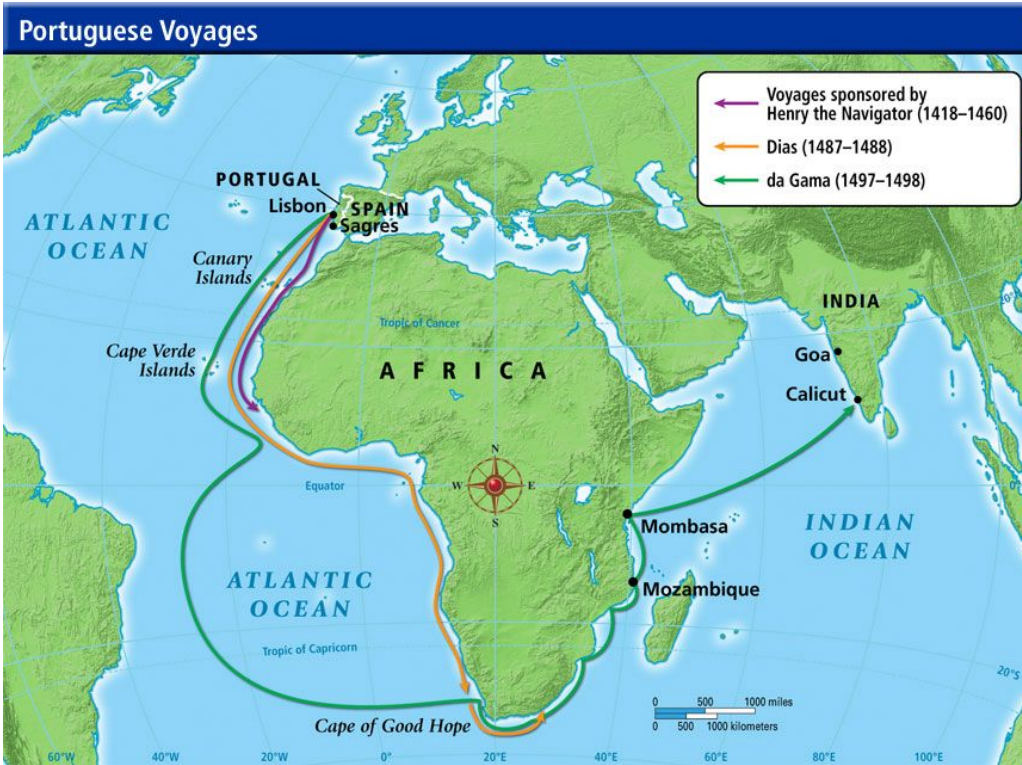 Portuguese Voyages
Voyages sponsored by
Henry the Navigator (1418–1460)
Dias (1487–1488)
da Gama (1497–1498)
PORTUGAL
Lisbon
SPAIN
Sagres
ATLANTIC
OCEAN
Canary
Islands
20°N
INDIA
Tropic of Cancer
Cape Verde
Islands
Goa
AFRICA
Calicut
N
W
E
S
Equator
0°
Mombasa
INDIAN
OCEAN
ATLANTIC
OCEAN
Mozambique
Tropic of Capricorn
20°S
0 500 1000 miles
0 500 1000 kilometers
Cape of Good Hope
60°W
40°W
20°W
0°
20°E
40°E
60°E
80°E
100°E